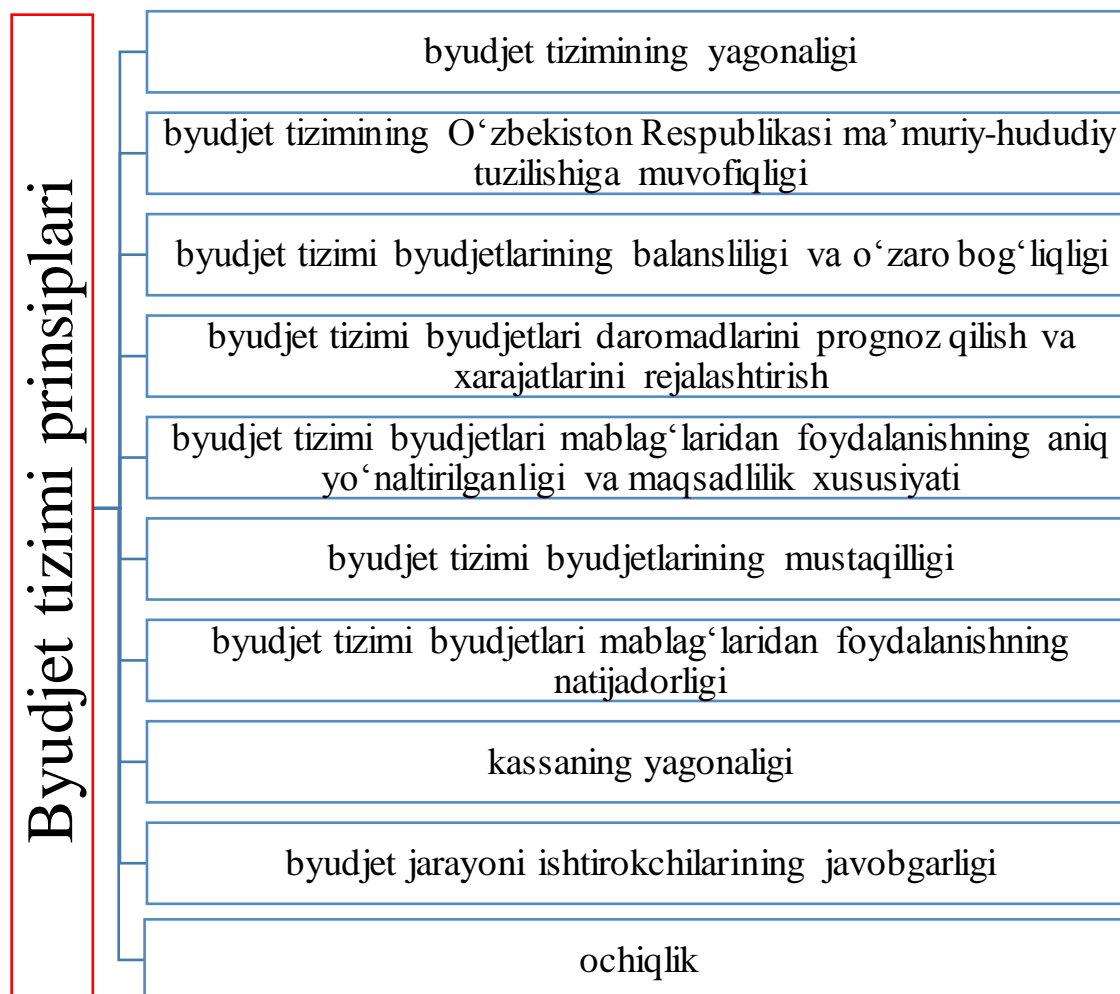 Byudjet tizimi prinsiplari
byudjet tizimining yagonaligi
byudjet tizimining O‘zbekiston Respublikasi ma’muriy-hududiy
tuzilishiga muvofiqligi
byudjet tizimi byudjetlarining balansliligi va o‘zaro bog‘liqligi
byudjet tizimi byudjetlari daromadlarini prognoz qilish va
xarajatlarini rejalashtirish
byudjet tizimi byudjetlari mablag‘laridan foydalanishning aniq
yo‘naltirilganligi va maqsadlilik xususiyati
byudjet tizimi byudjetlarining mustaqilligi
byudjet tizimi byudjetlari mablag‘laridan foydalanishning
natijadorligi
kassaning yagonaligi
byudjet jarayoni ishtirokchilarining javobgarligi
ochiqlik